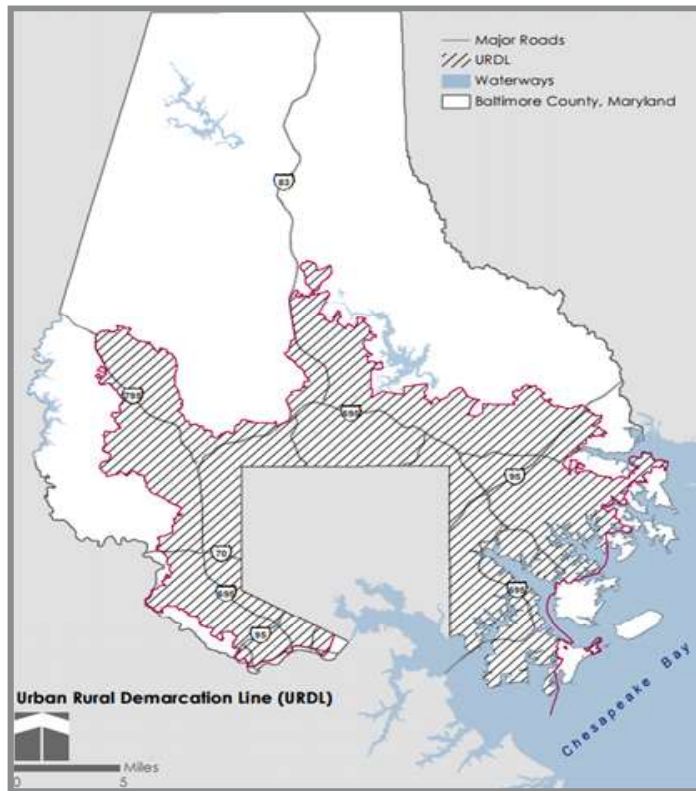 Major Roads
URDL
Waterways
Baltimore County, Maryland
83
795
695
95
70
695
695
95
Chesapeake Bay
Urban Rural Demarcation Line (URDL)
Miles
0 5